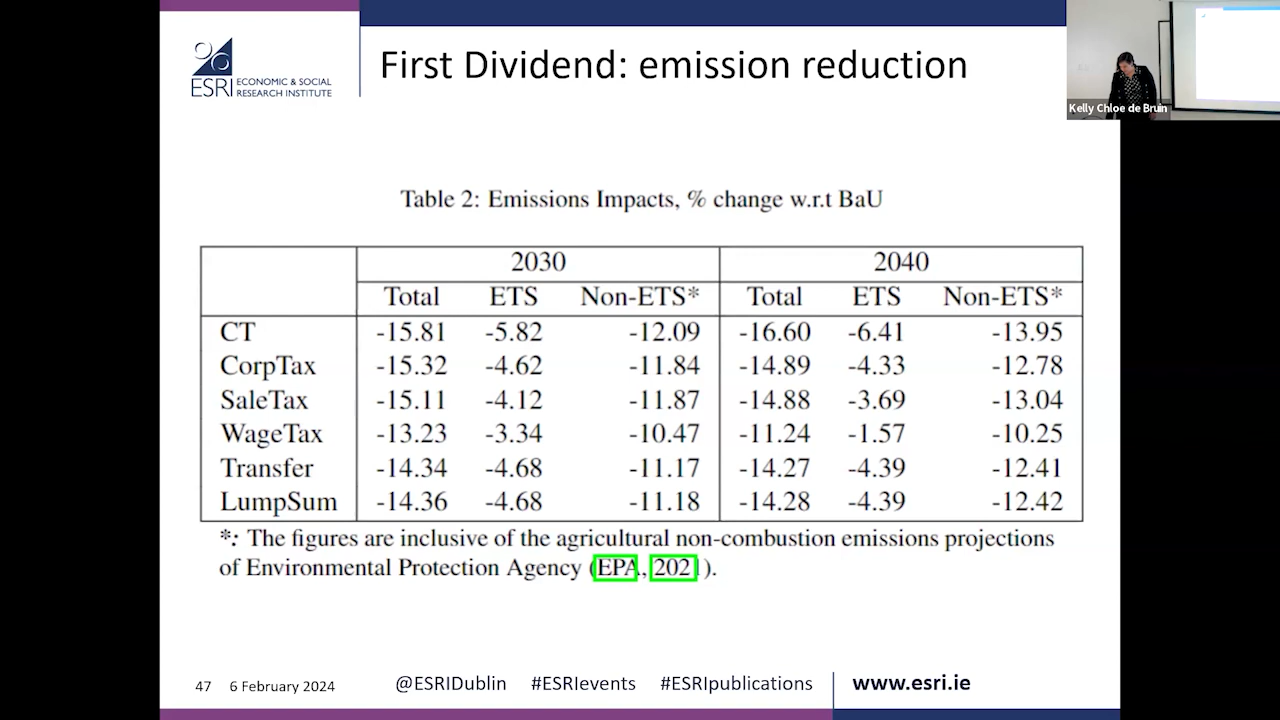 ESRI
ECONOMIC & SOCIAL
RESEARCH INSTITUTE
First Dividend: emission reduction
Kelly Chloe de Bruin
Table 2: Emissions Impacts, % change w.r.t BaU
2030 2040
Total ETS Non-ETS* Total ETS Non-ETS*
CT -15.81 -5.82 -12.09 -16.60 -6.41 -13.95
CorpTax -15.32 -4.62 -11.84 -14.89 -4.33 -12.78
SaleTax -15.11 -4.12 -11.87 -14.88 -3.69 -13.04
WageTax -13.23 -3.34 -10.47 -11.24 -1.57 -10.25
Transfer -14.34 -4.68 -11.17 -14.27 -4.39 -12.41
LumpSum -14.36 -4.68 -11.18 -14.28 -4.39 -12.42
*: The figures are inclusive of the agricultural non-combustion emissions projections
of Environmental Protection Agency (EPA, 2021).
47 6 February 2024 @ESRIDublin #ESRIevents #ESRIpublications www.esri.ie